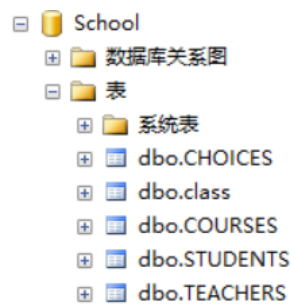 School
数据库关系图
表
系统表
dbo.CHOICES
dbo.class
dbo.COURSES
dbo.STUDENTS
dbo.TEACHERS